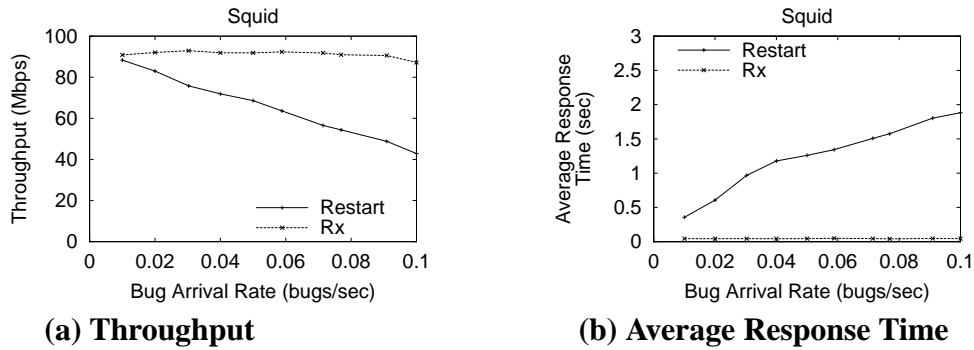 Squid
Throughput (Mbps)
100
80
60
40
20
0
Restart
Rx
0 0.02 0.04 0.06 0.08 0.1
Bug Arrival Rate (bugs/sec)
(a) Throughput
Squid
Average Response
Time (sec)
3
2.5
2
1.5
1
0.5
0
Restart
Rx
0 0.02 0.04 0.06 0.08 0.1
Bug Arrival Rate (bugs/sec)
(b) Average Response Time